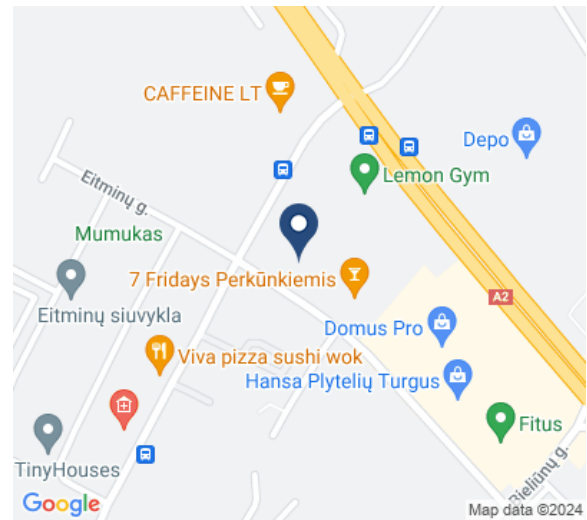 CAFFEINE LT
Depo
Lemon Gym
Eitminų g.
Mumukas
7 Fridays Perkūnkiemis
A2
Eitminų siuvykla
Domus Pro
Viva pizza sushi wok
Hansa Plytelių Turgus
Fitus
TinyHouses
Bieliūnų g.
Google
Map data ©2024